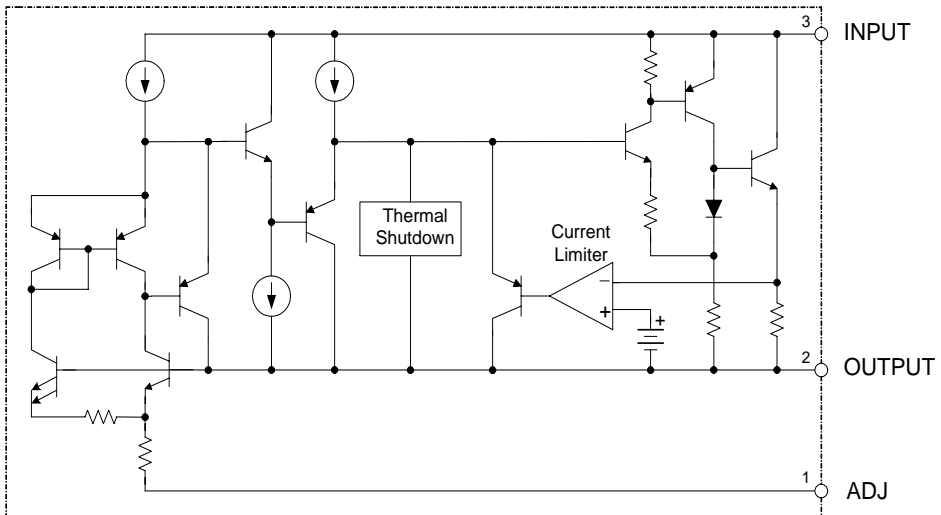 3
INPUT
Thermal
Shutdown
Current
Limiter
−
+
+
2
OUTPUT
1
ADJ